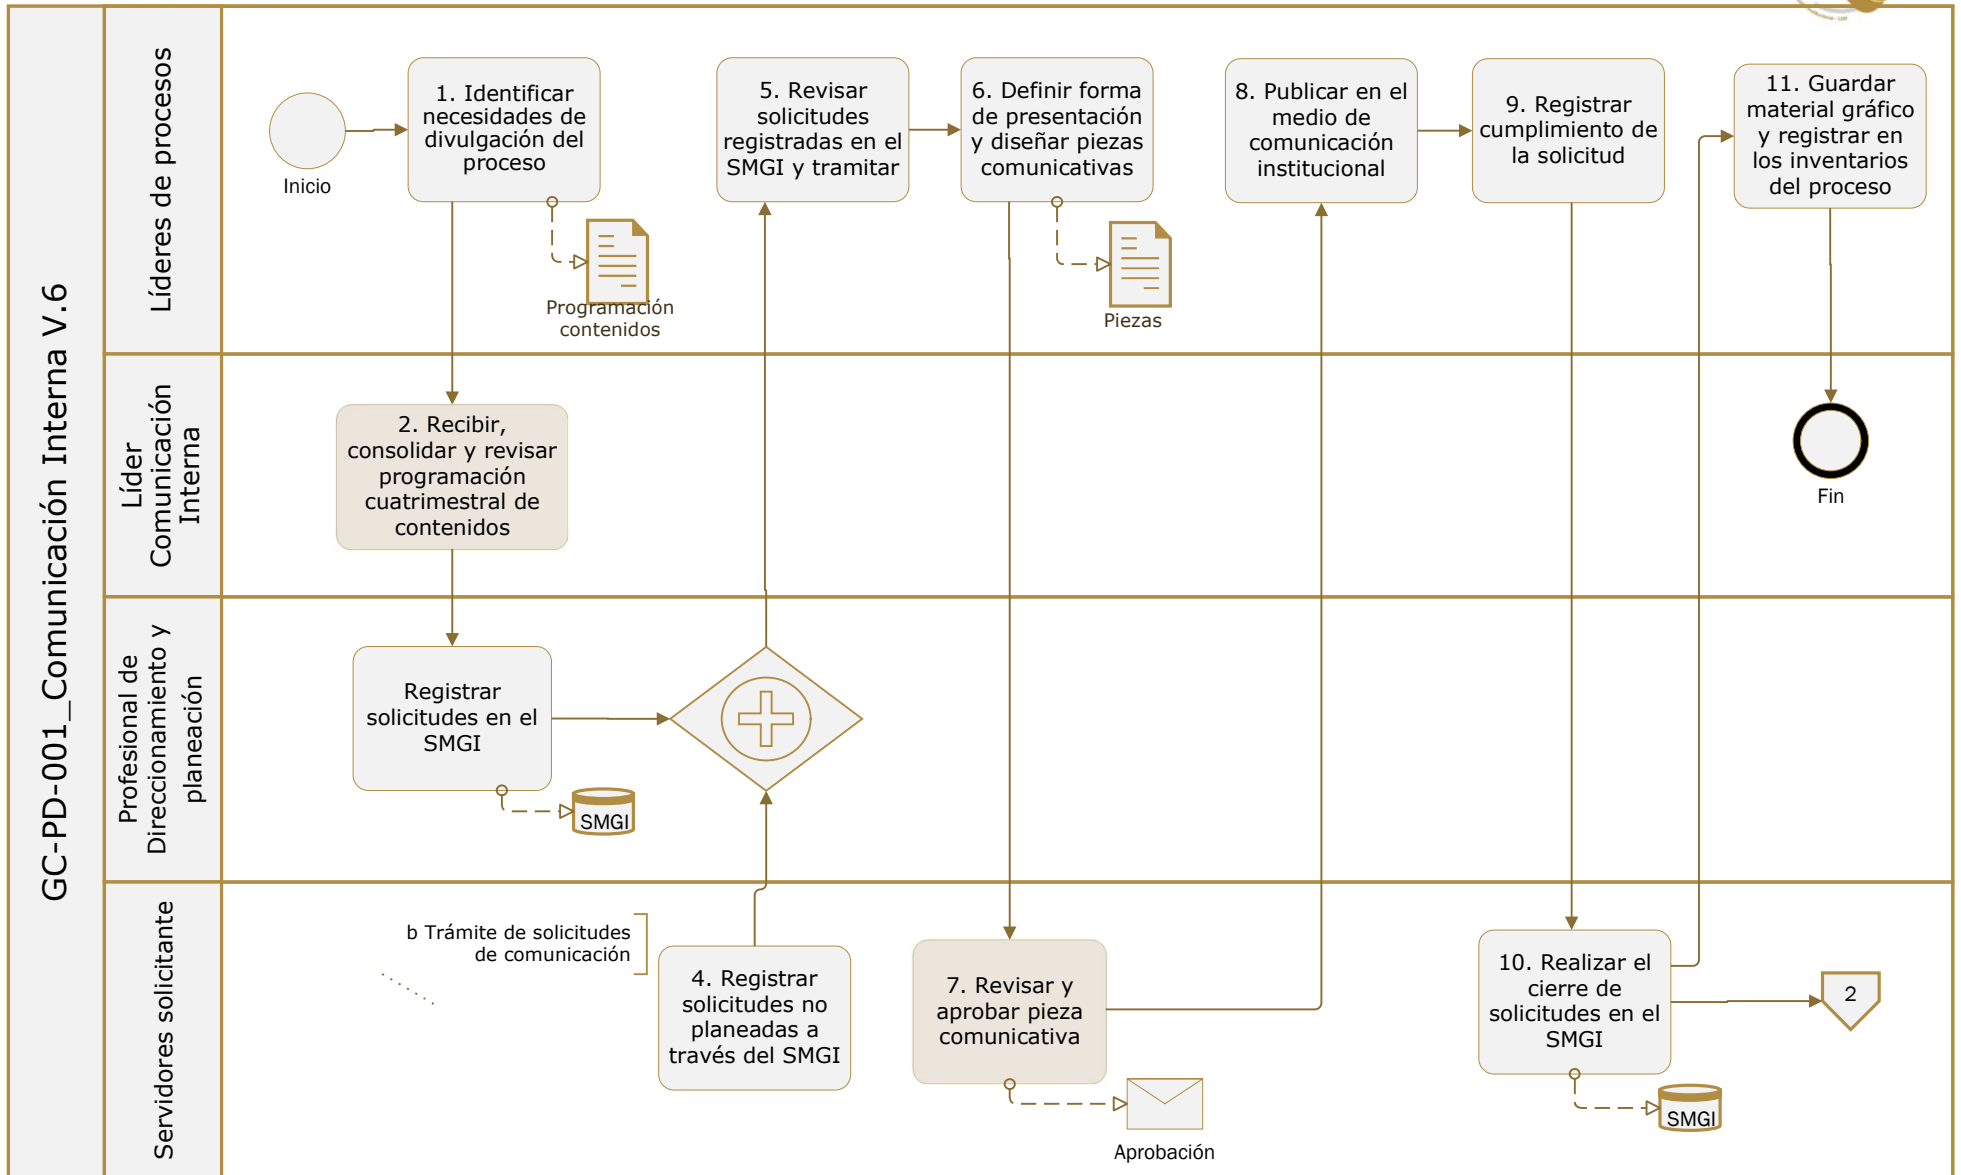 GC-PD-001_Comunicación Interna V.6
Líderes de procesos
Inicio
1. Identificar
necesidades de
divulgación del
proceso
Programación
contenidos
5. Revisar
solicitudes
registradas en el
SMGI y tramitar
6. Definir forma
de presentación
y diseñar piezas
comunicativas
Piezas
8. Publicar en el
medio de
comunicación
institucional
9. Registrar
cumplimiento de
la solicitud
11. Guardar
material gráfico
y registrar en
los inventarios
del proceso
Líder
Comunicación
Interna
2. Recibir,
consolidar y revisar
programación
cuatrimestral de
contenidos
Fin
Profesional de
Direccionamiento y
planeación
Registrar
solicitudes en el
SMGI
SMGI
Servidores solicitante
b Trámite de solicitudes
de comunicación
4. Registrar
solicitudes no
planeadas a
través del SMGI
7. Revisar y
aprobar pieza
comunicativa
Aprobación
10. Realizar el
cierre de
solicitudes en el
SMGI
SMGI
2